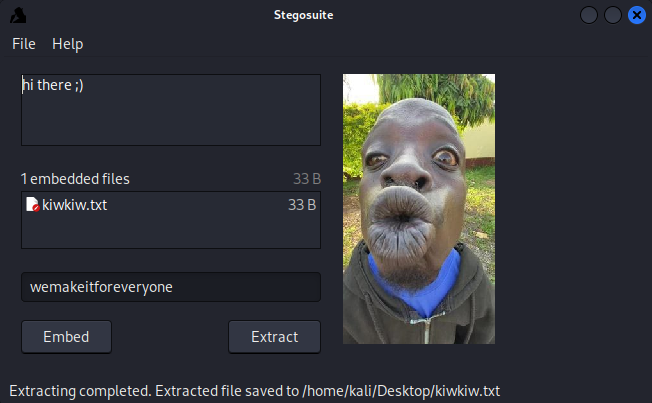 Stegosuite
File Help
hi there ;)
1 embedded files 33 B
kiwkiw.txt 33 B
wemakeitforeveryone
Embed Extract
Extracting completed. Extracted file saved to /home/kali/Desktop/kiwkiw.txt